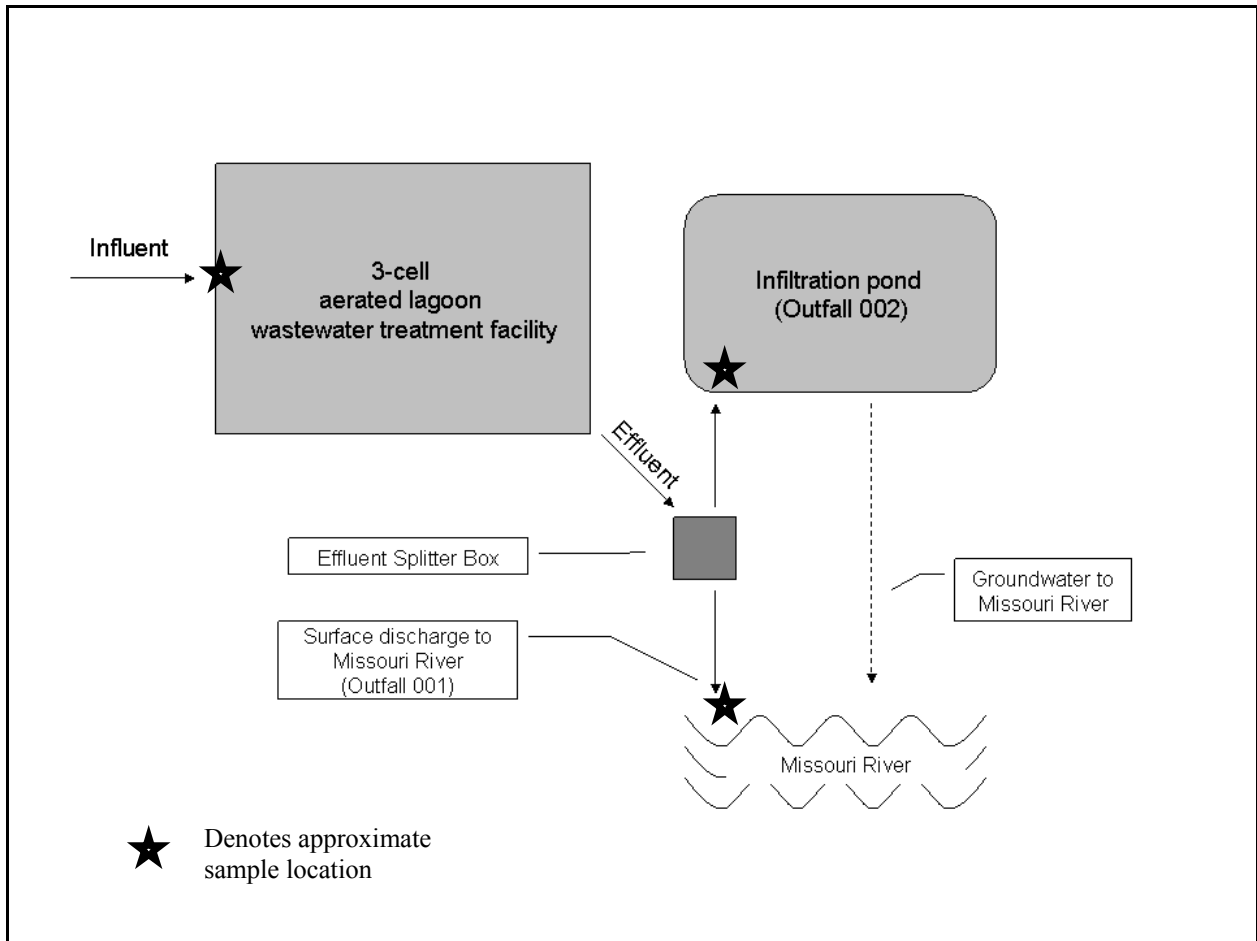 Influent
3-cell
aerated lagoon
wastewater treatment facility
Infiltration pond
(Outfall 002)
Effluent
Effluent Splitter Box
Groundwater to
Missouri River
Surface discharge to
Missouri River
(Outfall 001)
Missouri River
Denotes approximate
sample location